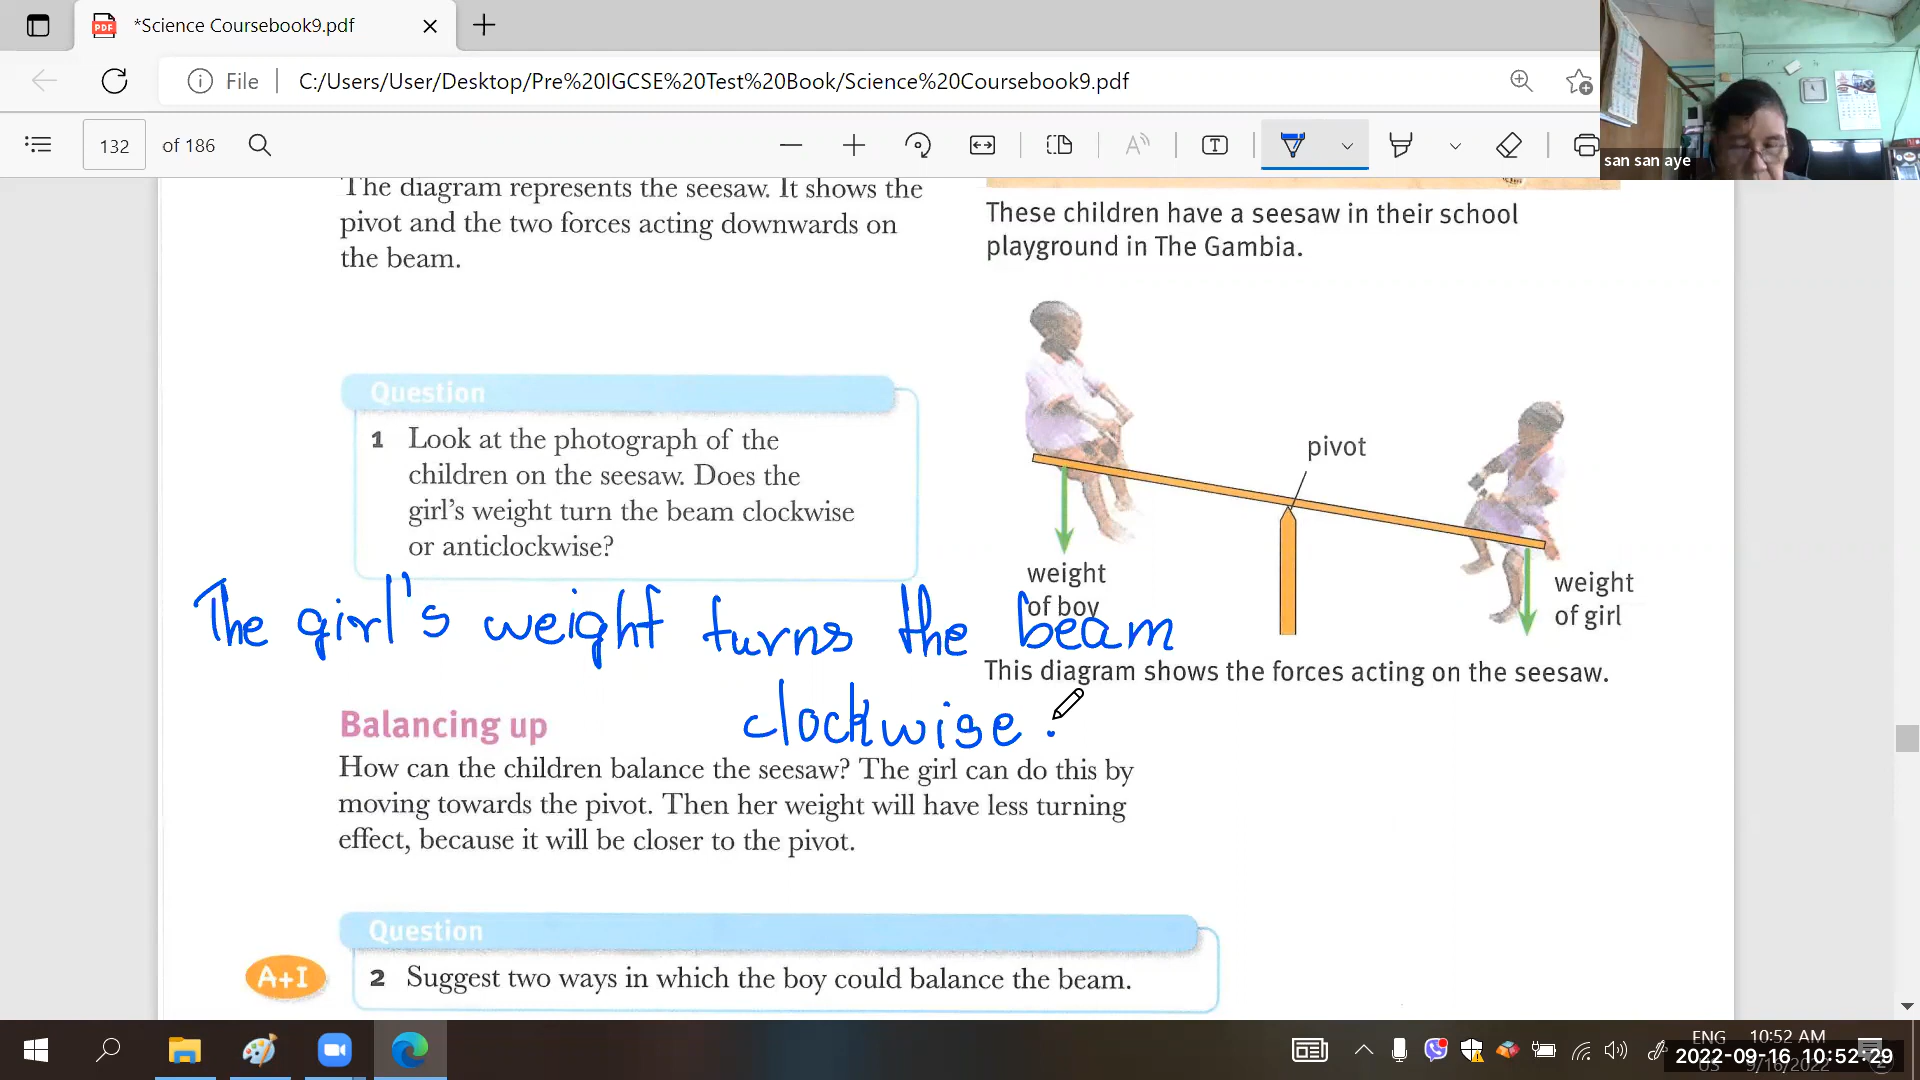 *Science Coursebook9.pdf
File
C:/Users/User/Desktop/Pre%20IGCSE%20Test%20Book/Science%20Coursebook9.pdf
132 of 186
san san aye
The diagram represents the seesaw. It shows the
pivot and the two forces acting downwards on
the beam.
These children have a seesaw in their school
playground in The Gambia.
Question
1 Look at the photograph of the
children on the seesaw. Does the
girl's weight turn the beam clockwise
or anticlockwise?
pivot
weight
of boy
weight
of girl
This diagram shows the forces acting on the seesaw.
The girl's weight turns the beam
clockwise.
Balancing up
How can the children balance the seesaw? The girl can do this by
moving towards the pivot. Then her weight will have less turning
effect, because it will be closer to the pivot.
Question
A+I
2 Suggest two ways in which the boy could balance the beam.
ENG
10:52 AM
2022-09-16 10:52:29